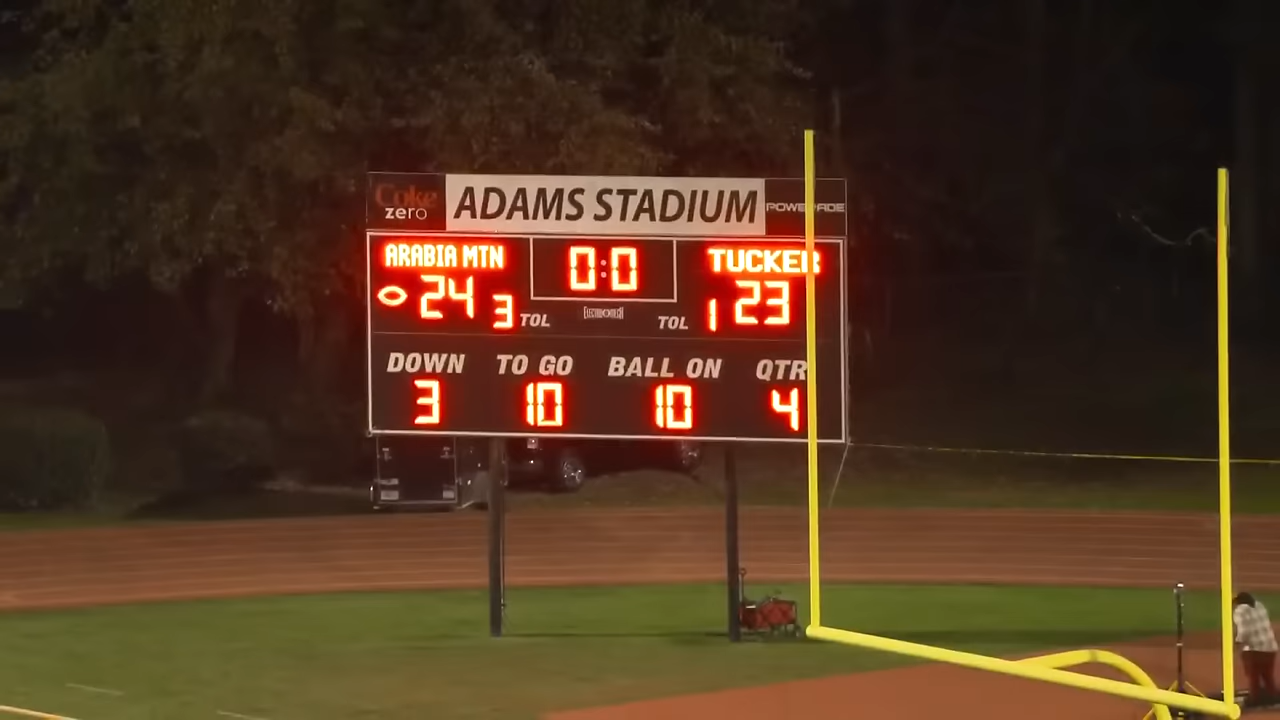 Coke zero
ADAMS STADIUM
POWERADE
ARABIA MTN
0:0
TUCKER
24
3 TOL
TOL 1
23
DOWN TO GO BALL ON QTR
3 10 10 4